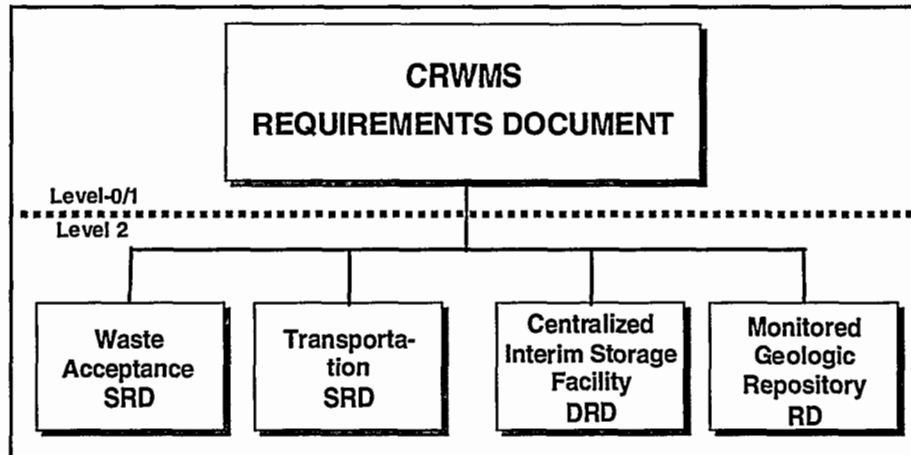 CRWMS
REQUIREMENTS DOCUMENT
Level-0/1
Level 2
Waste
Acceptance
SRD
Transporta-
tion
SRD
Centralized
Interim Storage
Facility
DRD
Monitored
Geologic
Repository
RD